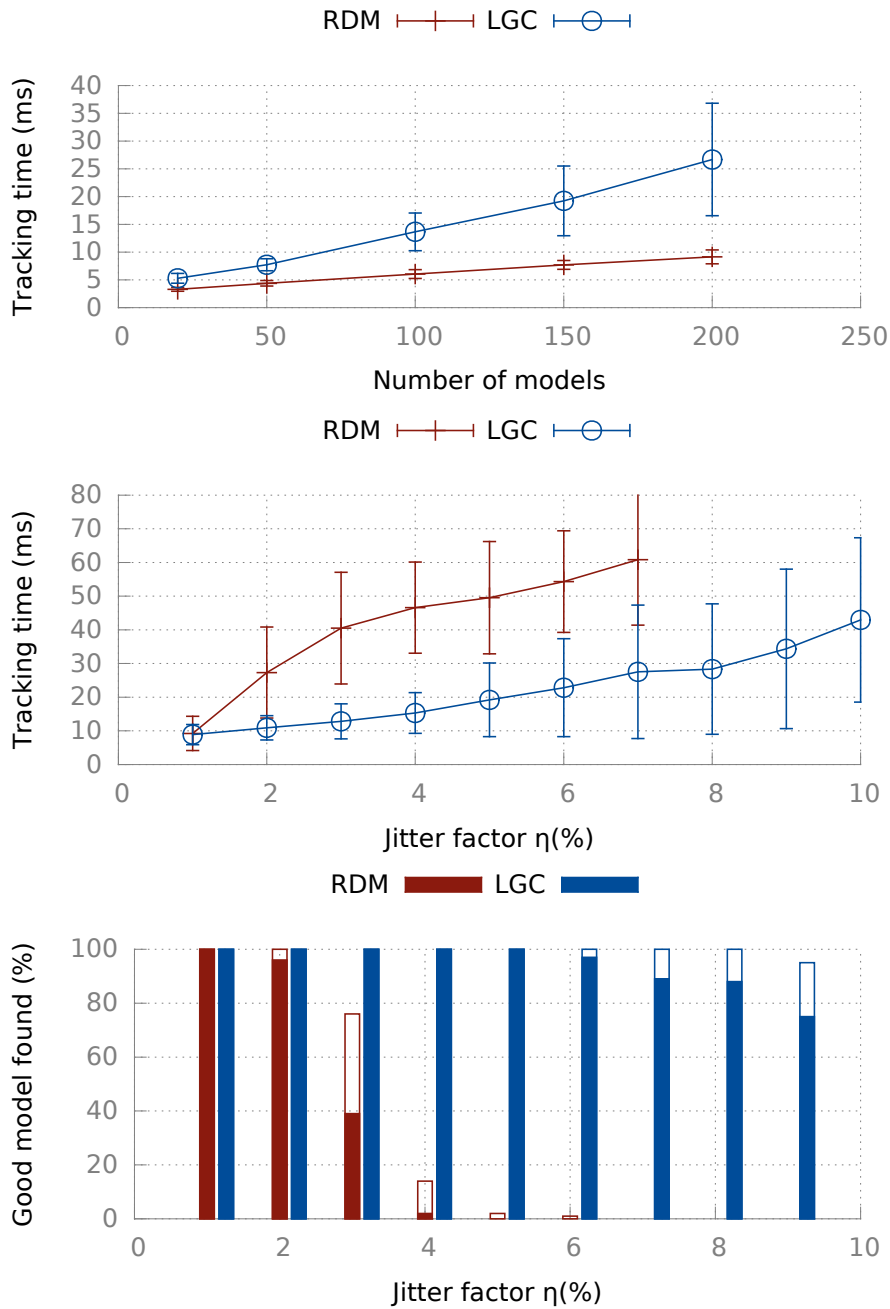 RDM LGC
Tracking time (ms)
40
35
30
25
20
15
10
5
0
0 50 100 150 200 250
Number of models
RDM LGC
Tracking time (ms)
80
70
60
50
40
30
20
10
0
0 2 4 6 8 10
Jitter factor η(%)
RDM LGC
Good model found (%)
100
80
60
40
20
0
0 2 4 6 8 10
Jitter factor η(%)